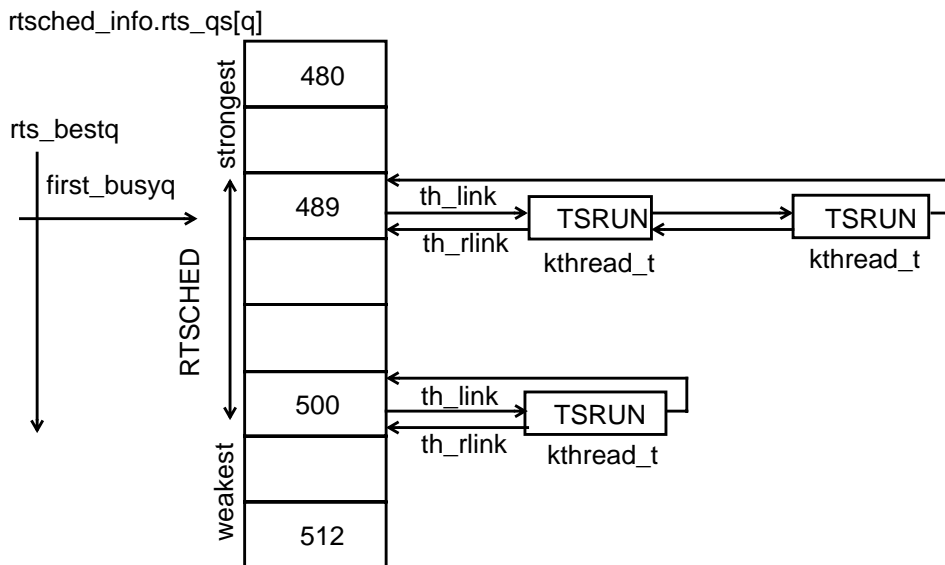 rtsched_info.rts_qs[q]
strongest
480
rts_bestq
first_busyq
RTSCHED
489
th_link
th_rlink
TSRUN
kthread_t
TSRUN
kthread_t
500
th_link
th_rlink
TSRUN
kthread_t
weakest
512